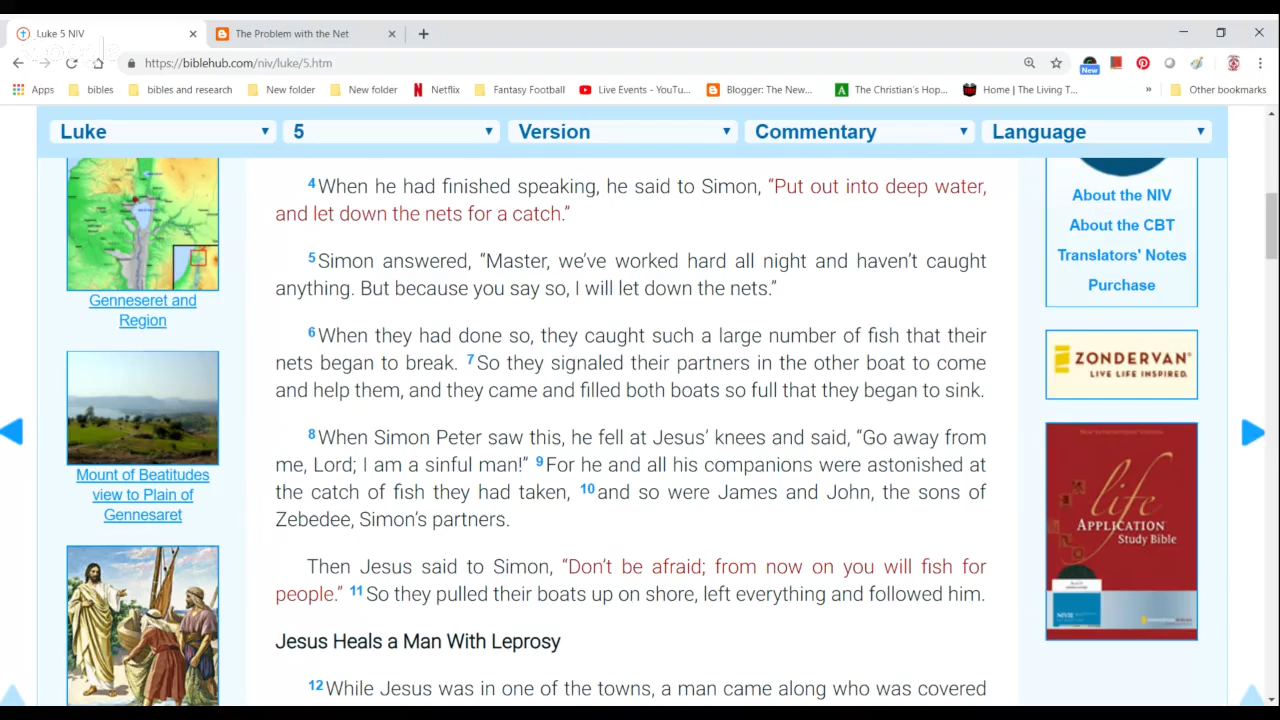 Luke 5 NIV
The Problem with the Net
https://biblehub.com/niv/luke/5.htm
New
Apps
bibles
bibles and research
New folder
New folder
Netflix
Fantasy Football
Live Events - YouTu...
Blogger: The New...
The Christian's Hop...
Home | The Living T...
»
Other bookmarks
Luke
5
Version
Commentary
Language
Genneseret and
Region
Mount of Beatitudes
view to Plain of
Gennesaret
4 When he had finished speaking, he said to Simon, “Put out into deep water,
and let down the nets for a catch.”
5 Simon answered, “Master, we’ve worked hard all night and haven’t caught
anything. But because you say so, I will let down the nets.”
6 When they had done so, they caught such a large number of fish that their
nets began to break. 7 So they signaled their partners in the other boat to come
and help them, and they came and filled both boats so full that they began to sink.
8 When Simon Peter saw this, he fell at Jesus’ knees and said, “Go away from
me, Lord; I am a sinful man!” 9 For he and all his companions were astonished at
the catch of fish they had taken, 10 and so were James and John, the sons of
Zebedee, Simon’s partners.
Then Jesus said to Simon, “Don’t be afraid; from now on you will fish for
people.” 11 So they pulled their boats up on shore, left everything and followed him.
Jesus Heals a Man With Leprosy
12 While Jesus was in one of the towns, a man came along who was covered
About the NIV
About the CBT
Translators' Notes
Purchase
ZONDERVAN®
LIVE LIFE INSPIRED.
life
APPLICATION®
Study Bible